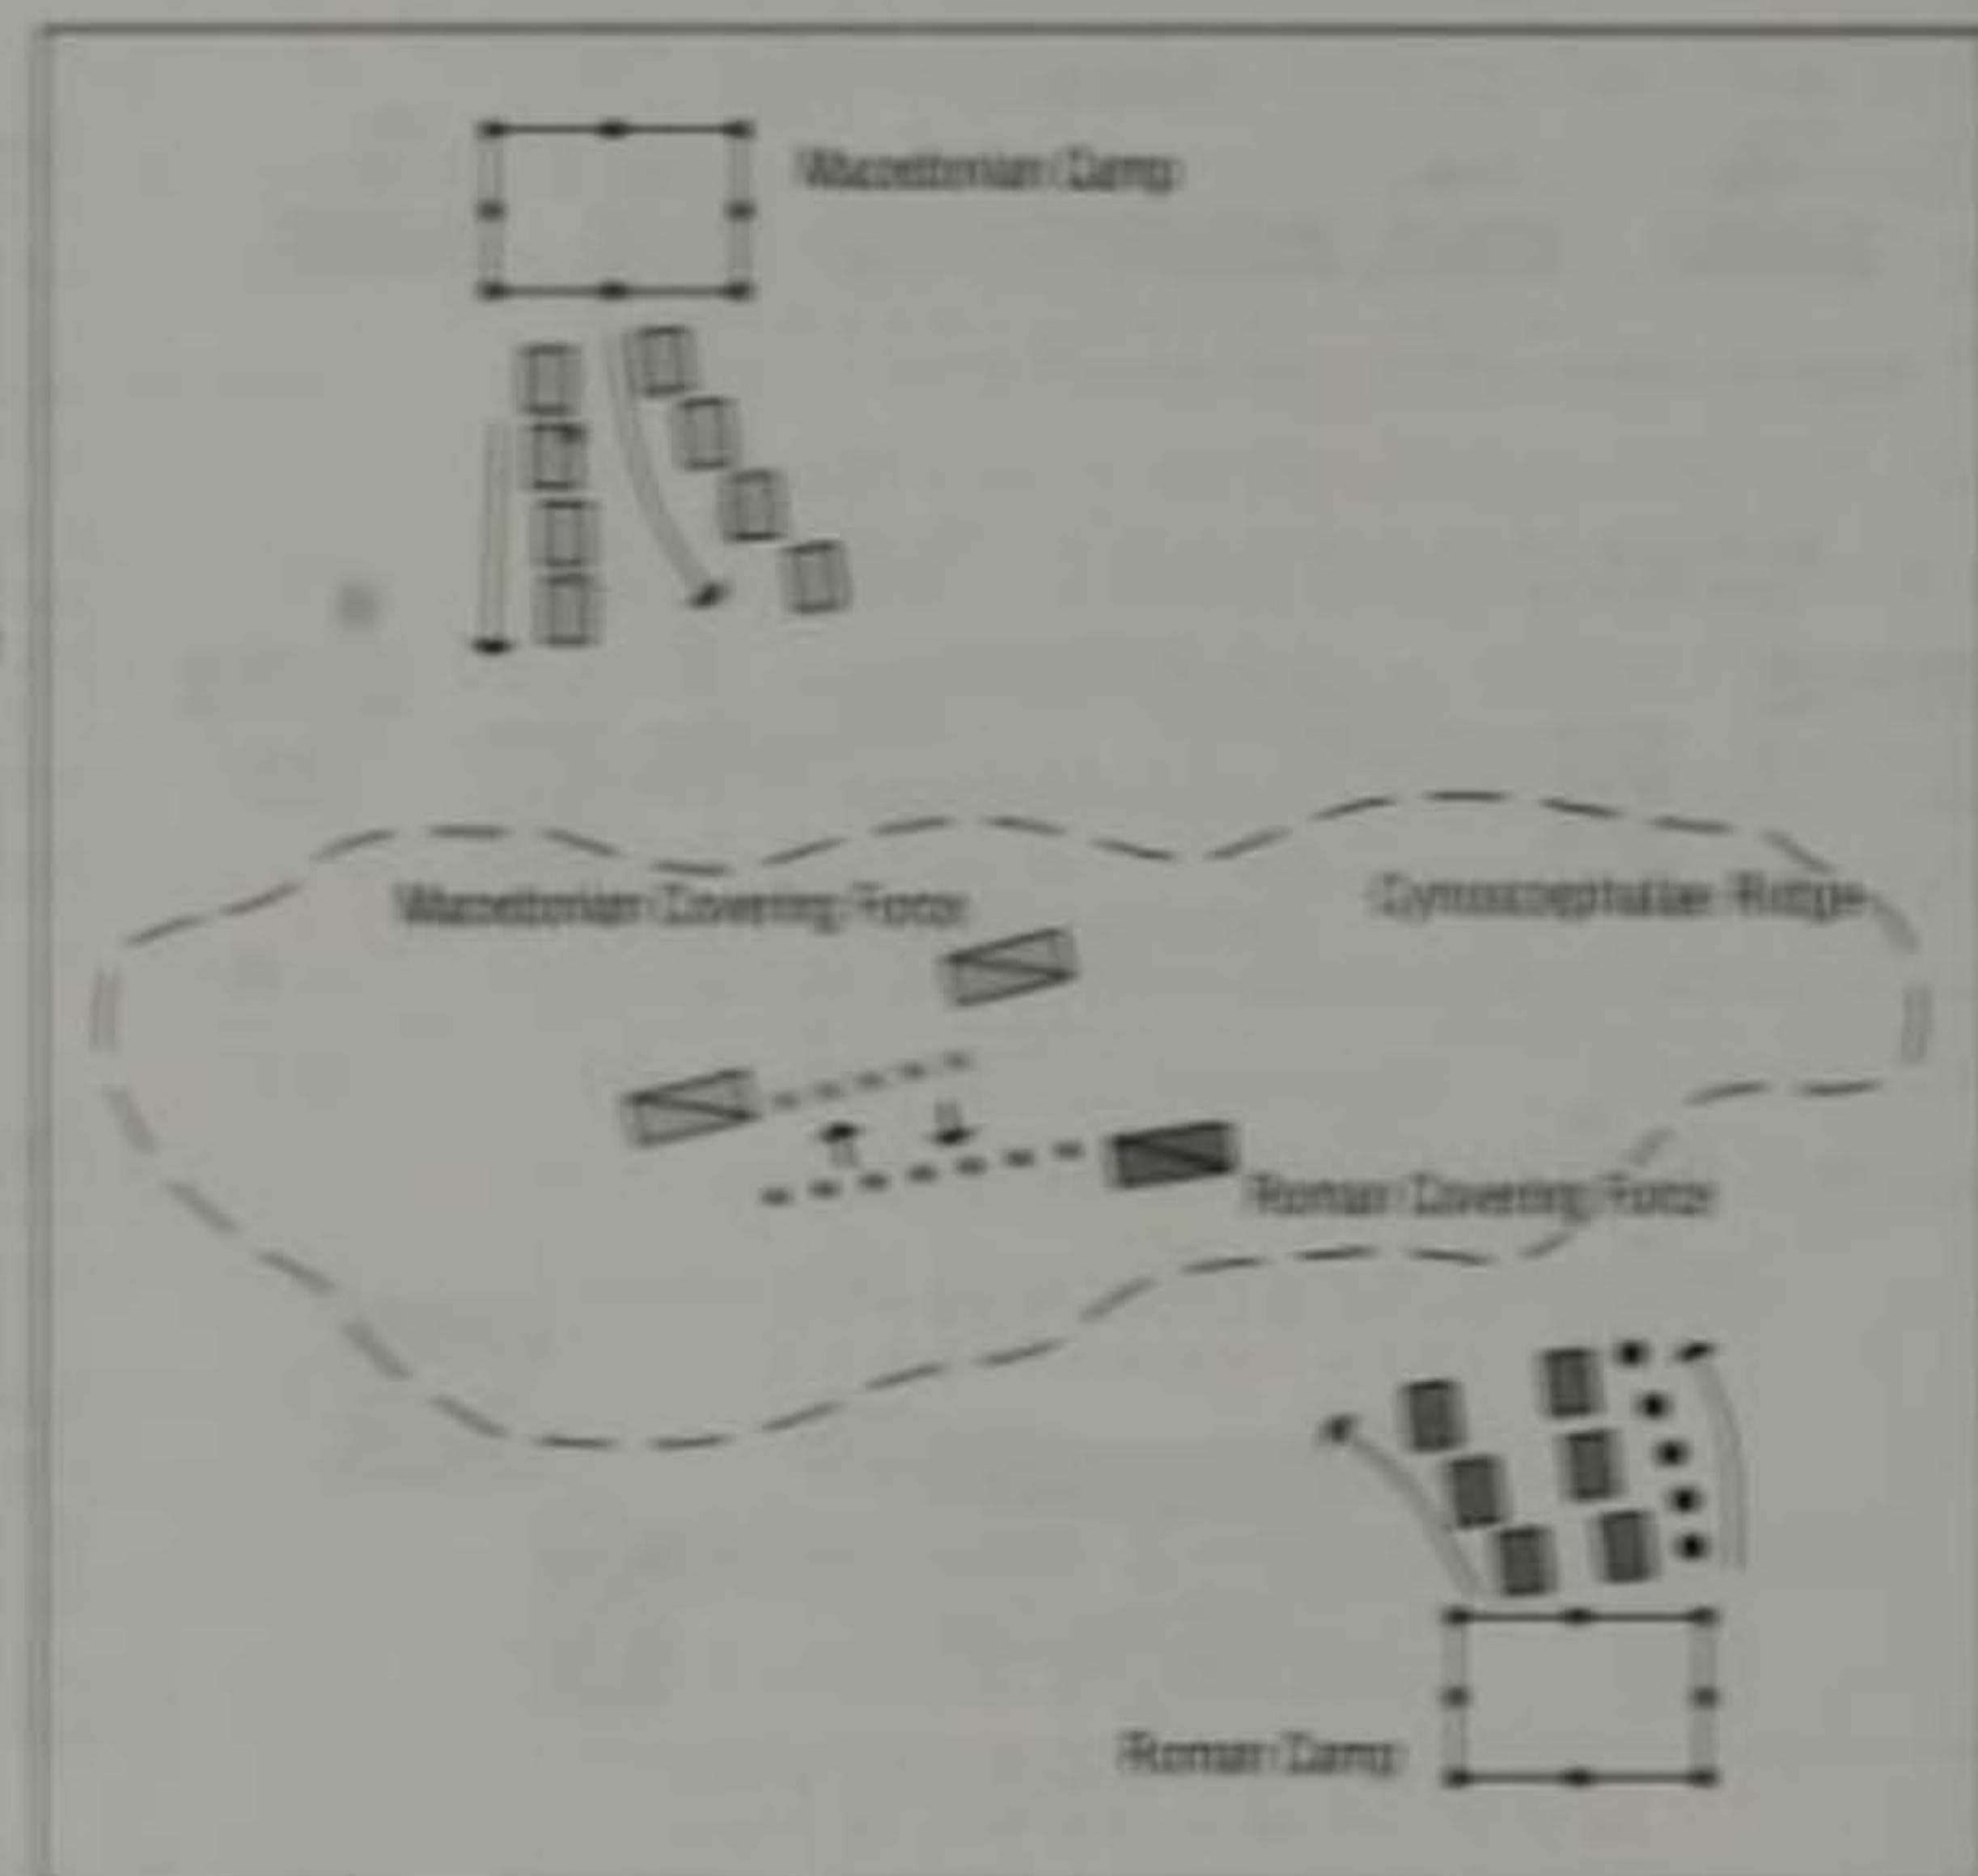 Macedonian Camp
Macedonian Covering Force
Cynoscephalae Ridge
Roman Covering Force
Roman Camp